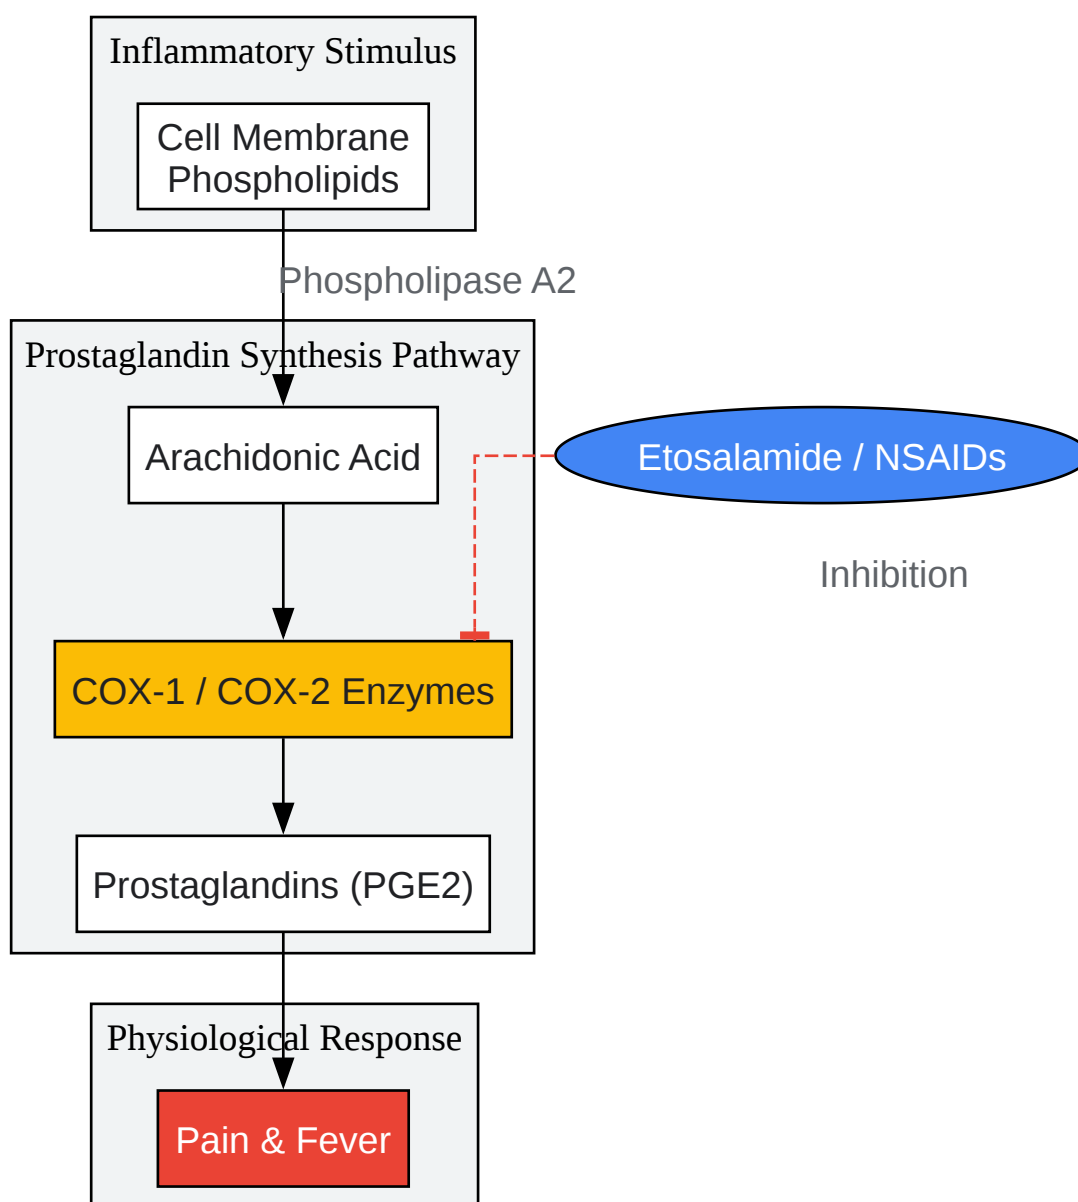 Inflammatory Stimulus
Cell Membrane
Phospholipids
Phospholipase A2
Prostaglandin Synthesis Pathway
Arachidonic Acid
Etosalamide / NSAIDs
Inhibition
COX-1 / COX-2 Enzymes
Prostaglandins (PGE2)
Physiological Response
Pain & Fever